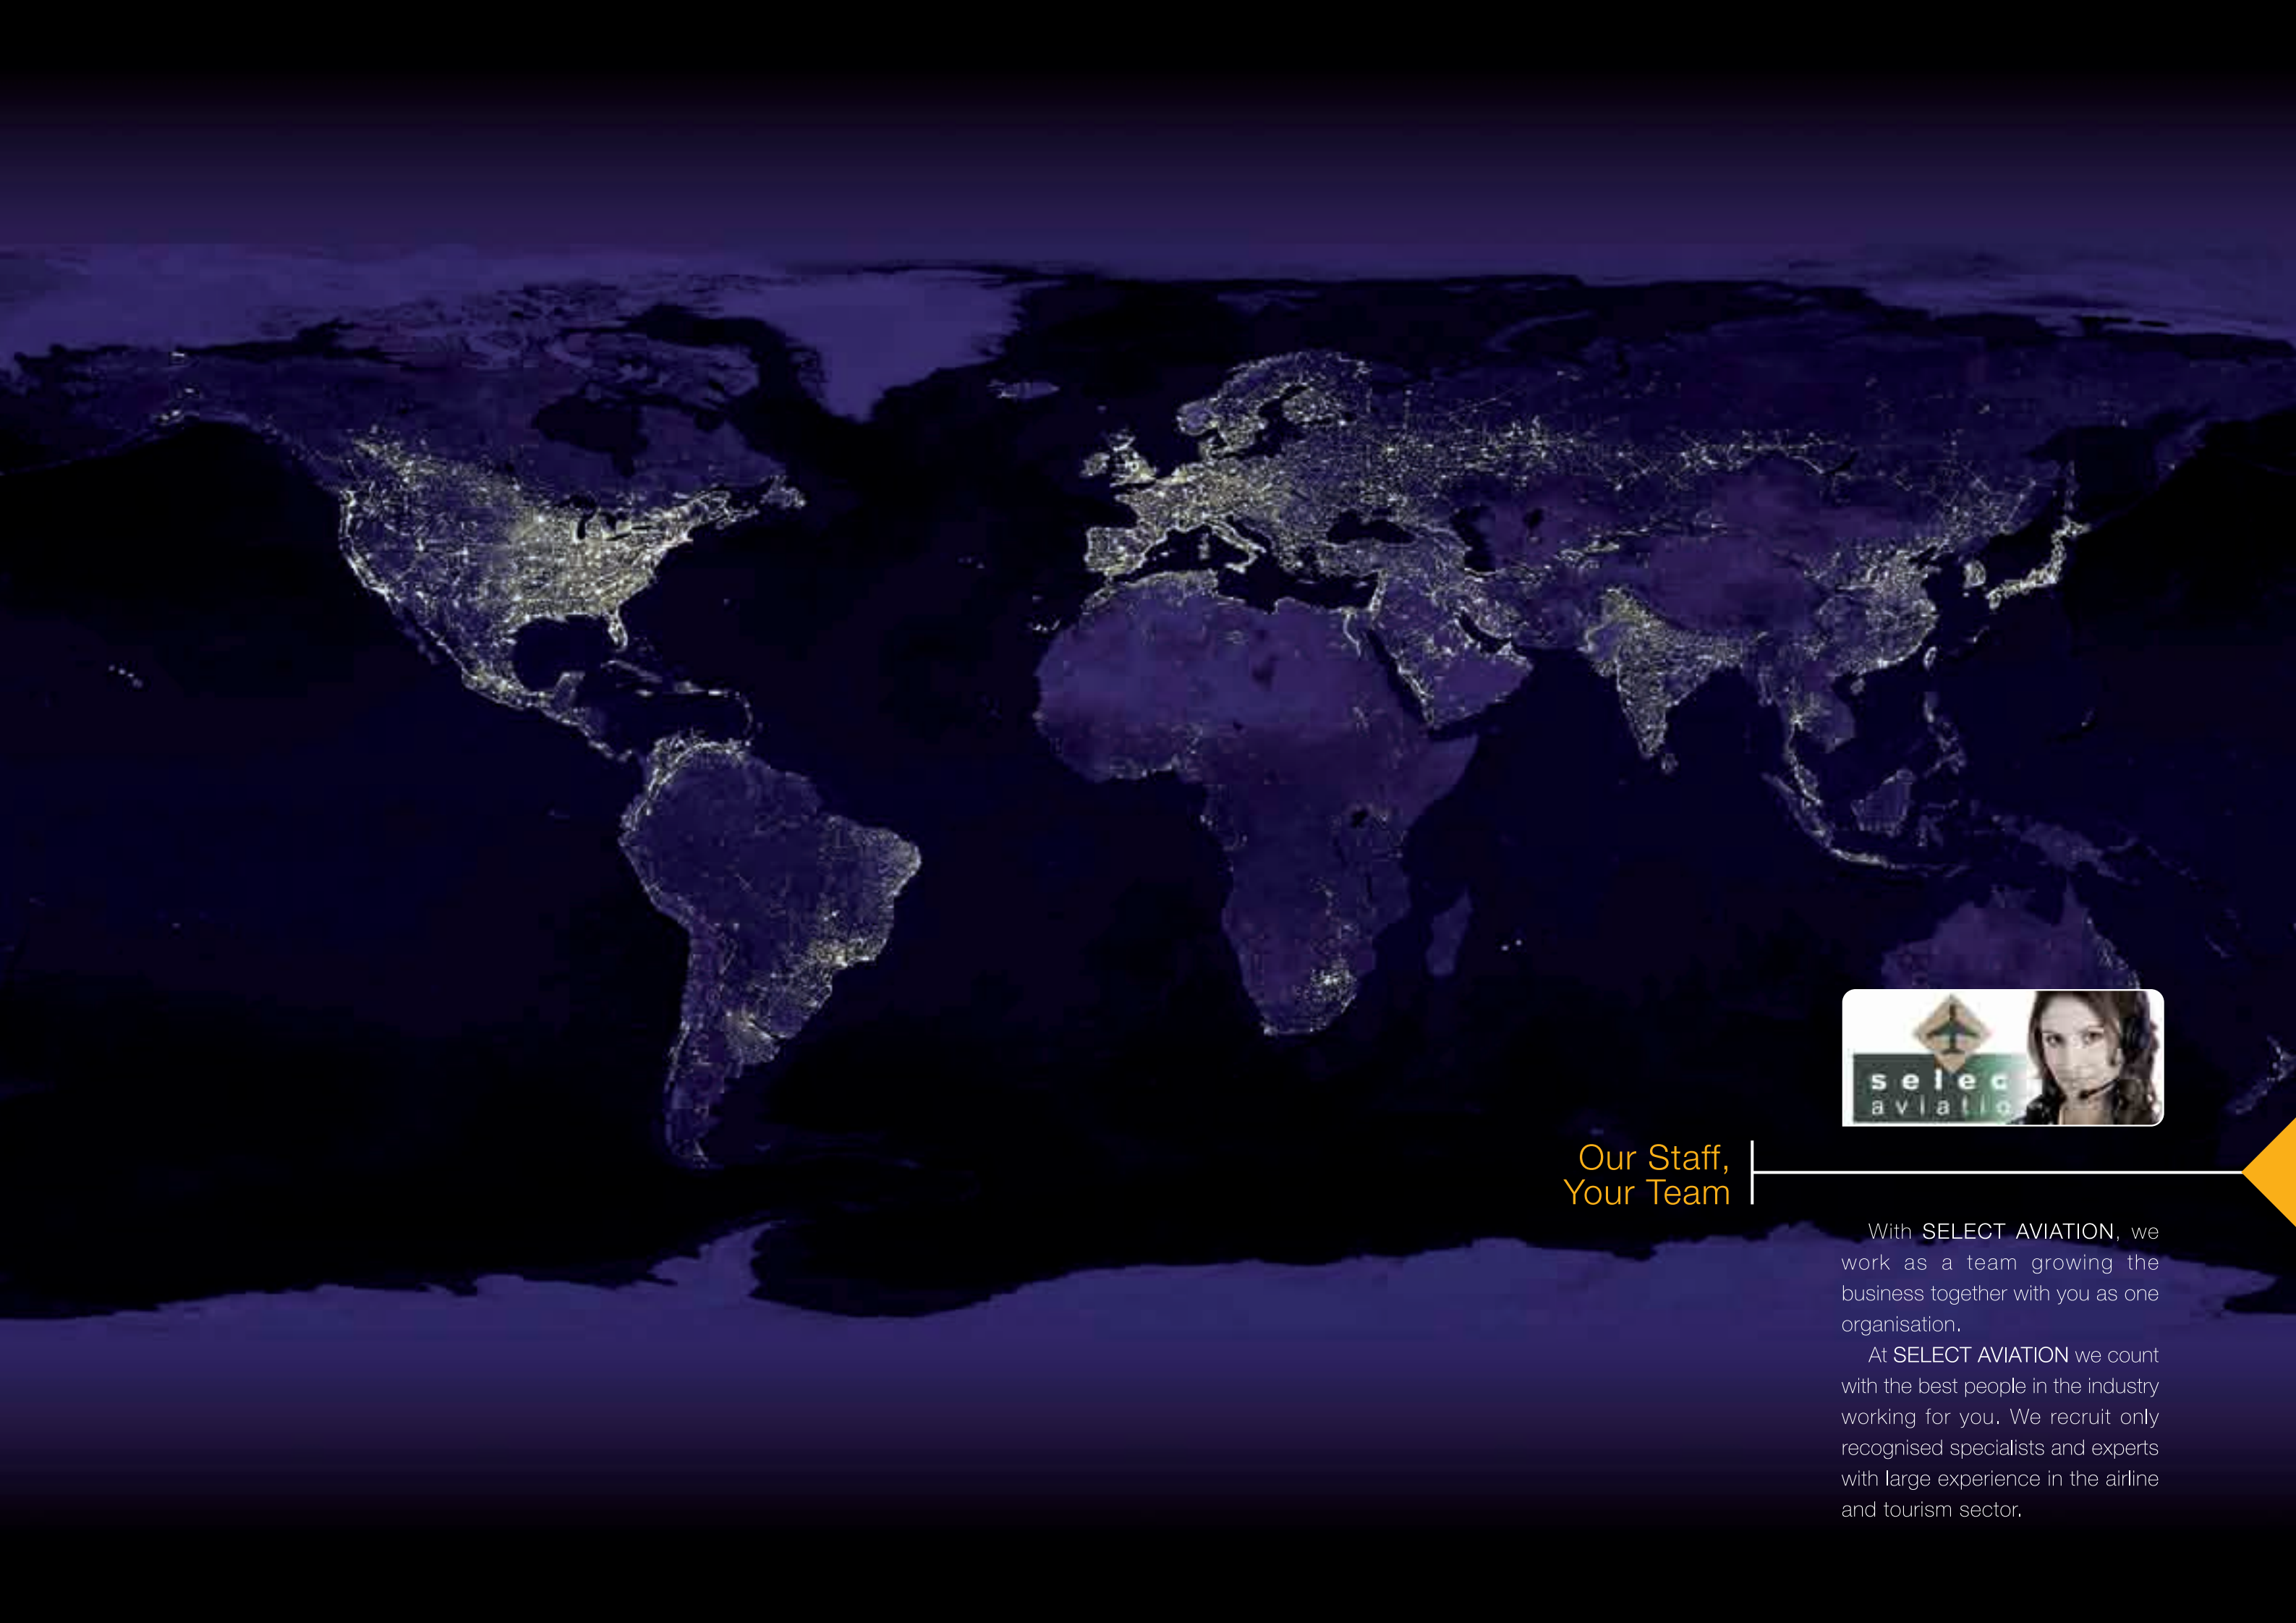 selec
aviatio
Our Staff,
Your Team
With SELECT AVIATION, we
work as a team growing the
business together with you as one
organisation.
At SELECT AVIATION we count
with the best people in the industry
working for you. We recruit only
recognised specialists and experts
with large experience in the airline
and tourism sector.